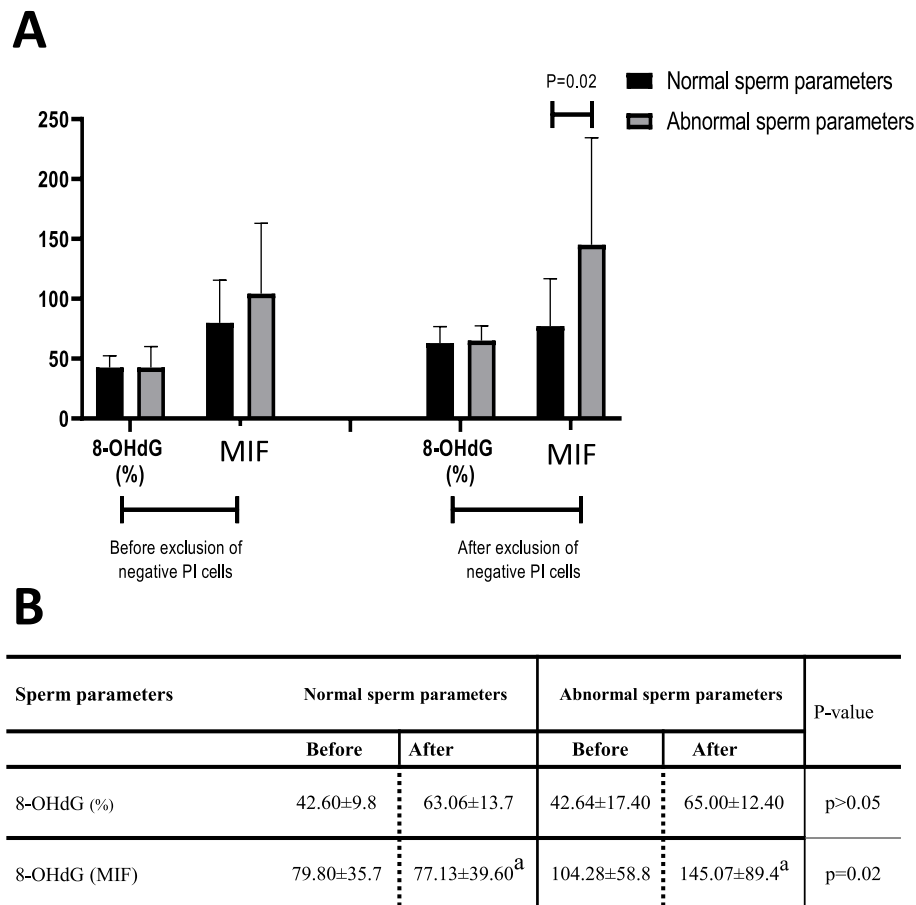 A
P=0.02
Normal sperm parameters
Abnormal sperm parameters
250
200
150
100
50
0
8-OHdG
(%)
MIF
8-OHdG
(%)
MIF
Before exclusion of
negative PI cells
After exclusion of
negative PI cells
B
Sperm parameters Normal sperm parameters Abnormal sperm parameters P-value
Before After Before After
8-OHdG (%) 42.60±9.8 63.06±13.7 42.64±17.40 65.00±12.40 p>0.05
8-OHdG (MIF) 79.80±35.7 77.13±39.60a 104.28±58.8 145.07±89.4a p=0.02